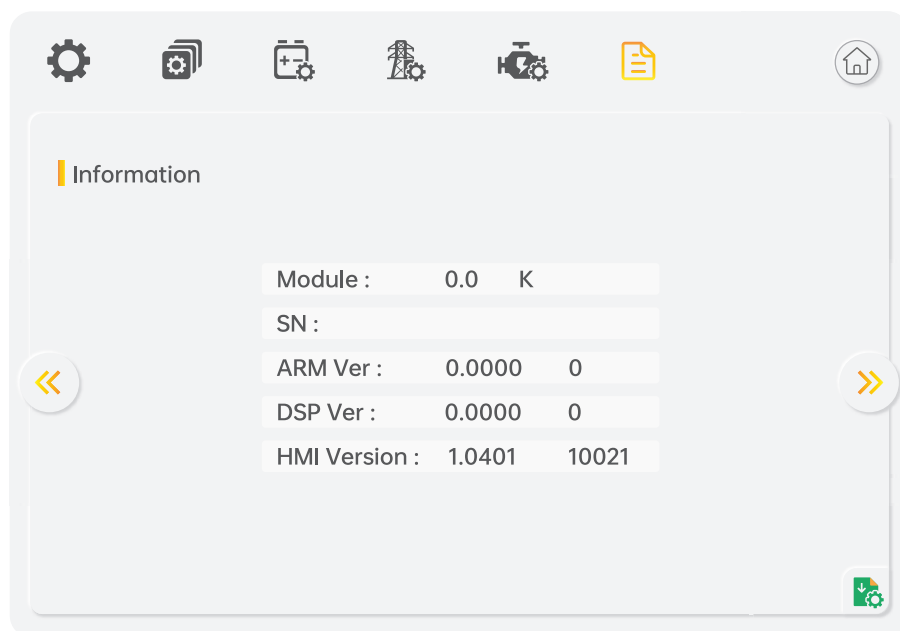 Information
Module : 0.0 K
SN :
ARM Ver : 0.0000 0
DSP Ver : 0.0000 0
HMI Version : 1.0401 10021